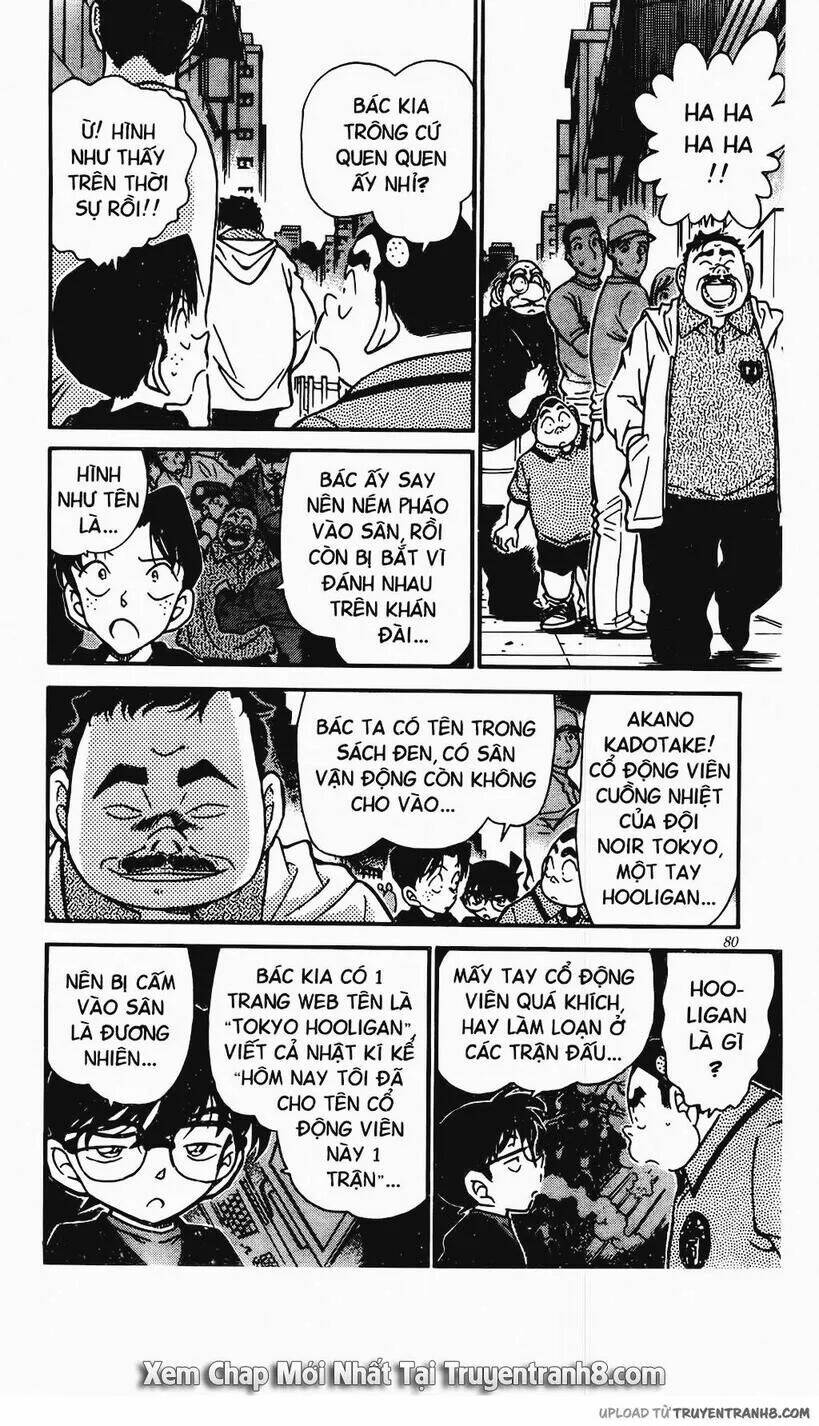 HA HA
HA HA
!!
BÁC KIA
TRÔNG CỨ
QUEN QUEN
ẤY NHỈ?
Ừ! HÌNH
NHƯ THẤY
TRÊN THỜI
SỰ RỒI!!
BÁC ẤY SAY
NÊN NÉM PHÁO
VÀO SÂN, RỒI
CÒN BỊ BẮT VÌ
ĐÁNH NHAU
TRÊN KHÁN
ĐÀI...
HÌNH
NHƯ TÊN
LÀ...
AKANO
KADOTAKE!
CỔ ĐỘNG VIÊN
CUỒNG NHIỆT
CỦA ĐỘI
NOIR TOKYO,
MỘT TAY
HOOLIGAN...
BÁC TA CÓ TÊN TRONG
SÁCH ĐEN, CÓ SÂN
VẬN ĐỘNG CÒN KHÔNG
CHO VÀO...
80
HOO-
LIGAN
LÀ GÌ
?
MẤY TAY CỔ ĐỘNG
VIÊN QUÁ KHÍCH,
HAY LÀM LOẠN Ở
CÁC TRẬN ĐẤU...
BÁC KIA CÓ 1
TRANG WEB TÊN LÀ
"TOKYO HOOLIGAN",
VIẾT CẢ NHẬT KÍ KỂ
"HÔM NAY TÔI ĐÃ
CHO TÊN CỔ
ĐỘNG VIÊN
NÀY 1
TRẬN"...
NÊN BỊ CẤM
VÀO SÂN
LÀ ĐƯƠNG
NHIÊN...
Xem Chap Mới Nhất Tại Truyentranh8.com
UPLOAD TỪ TRUYENTRANH8.COM